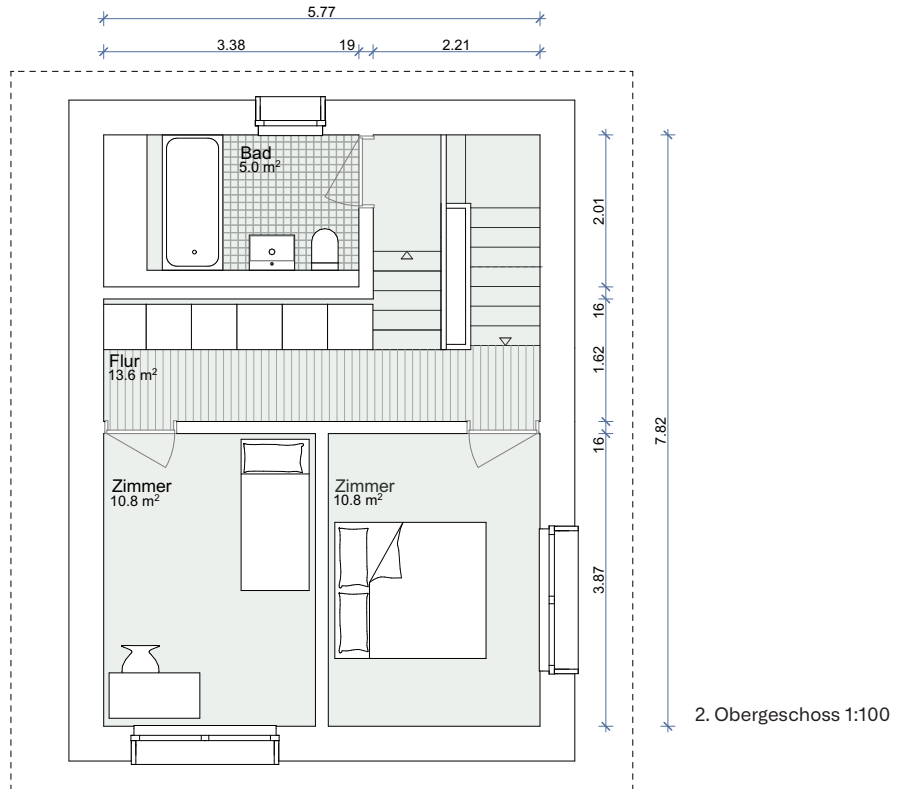 5.77
3.38
19
2.21
Bad
5.0 m²
2.01
16
Flur
13.6 m²
1.62
7.82
16
Zimmer
10.8 m²
Zimmer
10.8 m²
3.87
2. Obergeschoss 1:100